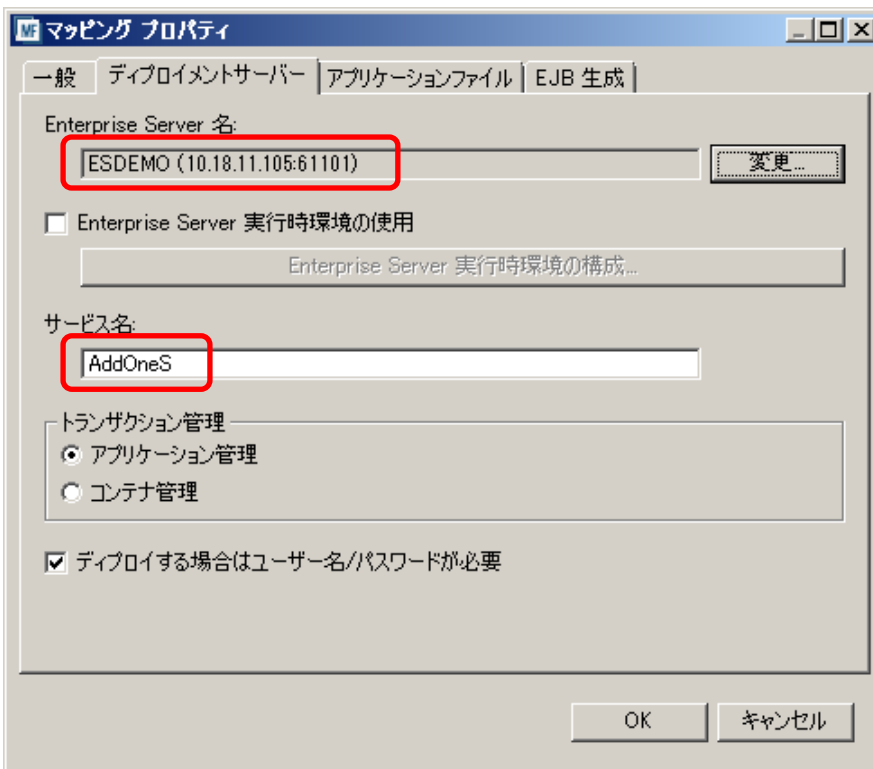 マッピング プロパティ
一般 ディプロイメントサーバー アプリケーションファイル EJB 生成
Enterprise Server 名:
ESDEMO (10.18.11.105:61101) 変更...
Enterprise Server 実行時環境の使用
Enterprise Server 実行時環境の構成...
サービス名:
AddOneS
トランザクション管理
アプリケーション管理
コンテナ管理
ディプロイする場合はユーザー名/パスワードが必要
OK キャンセル